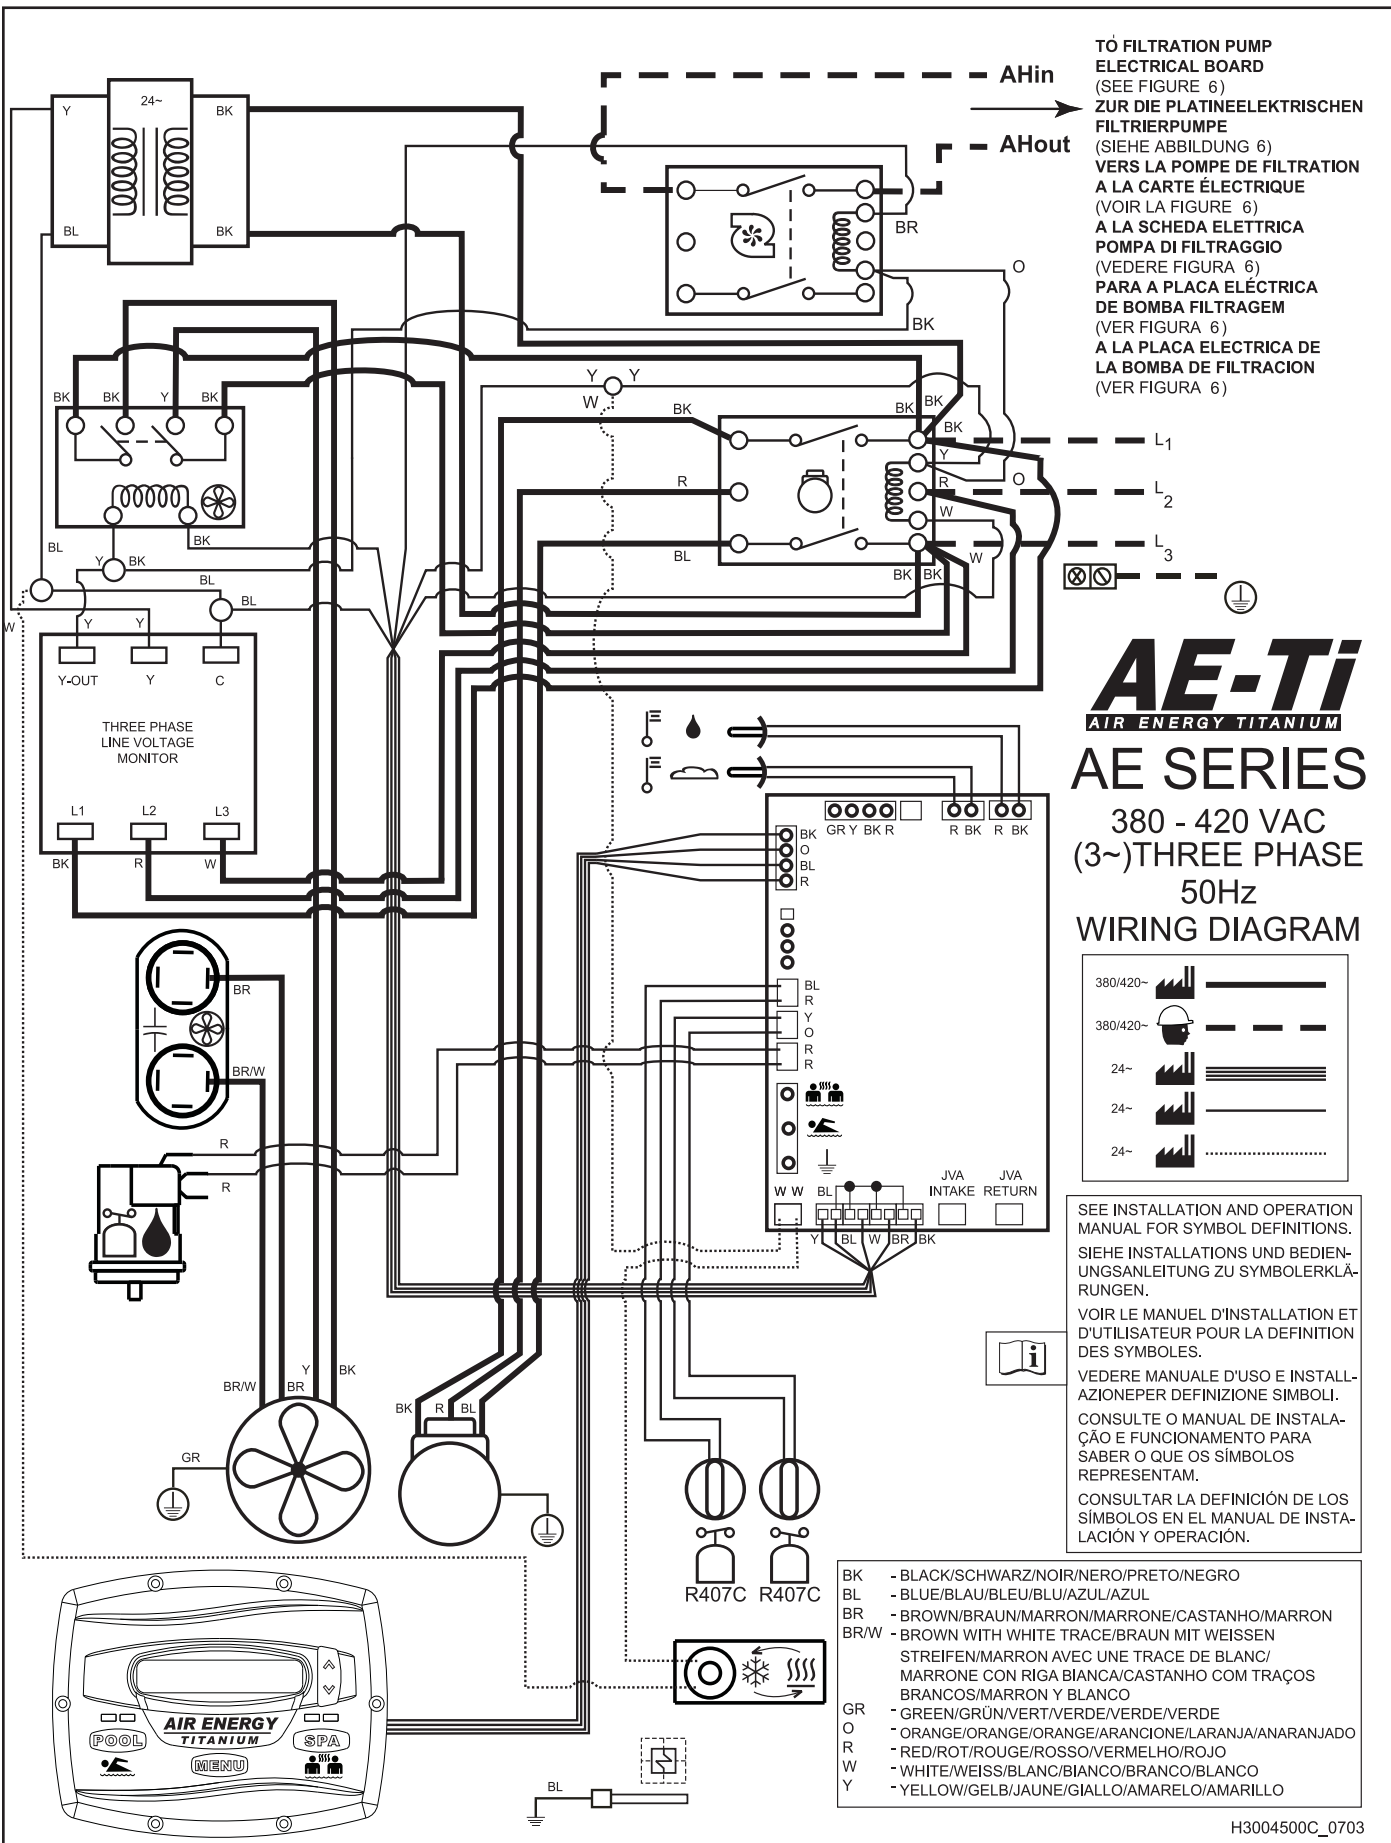 AHin
AHout
TO FILTRATION PUMP
ELECTRICAL BOARD
(SEE FIGURE 6)
ZUR DIE PLATINEELEKTRISCHEN
FILTRIERPUMPE
(SIEHE ABBILDUNG 6)
VERS LA POMPE DE FILTRATION
A LA CARTE ÉLECTRIQUE
(VOIR LA FIGURE 6)
A LA SCHEDA ELETTRICA
POMPA DI FILTRAGGIO
(VEDERE FIGURA 6)
PARA A PLACA ELÉCTRICA
DE BOMBA FILTRAGEM
(VER FIGURA 6)
A LA PLACA ELECTRICA DE
LA BOMBA DE FILTRACION
(VER FIGURA 6)
Y
24~
BK
BL
BK
BR
O
BK
BK BK Y BK
Y Y
W
BK
BK BK
BK
L1
Y
O
R
R
L2
W
BL
W
L3
BK BK
BL
BK
Y BK
BL
BL
W
Y Y
Y-OUT Y C
THREE PHASE
LINE VOLTAGE
MONITOR
L1 L2 L3
BK R W
AE-Ti
AIR ENERGY TITANIUM
AE SERIES
380 - 420 VAC
(3~)THREE PHASE
50Hz
WIRING DIAGRAM
380/420~
380/420~
24~
24~
24~
GR Y BK R
R BK R BK
BK
O
BL
R
BL
R
Y
O
R
R
W W BL
JVA
INTAKE
JVA
RETURN
Y BL W BR BK
BR
BR/W
R
R
Y BK
BR/W BR
GR
BK R BL
R407C R407C
SEE INSTALLATION AND OPERATION
MANUAL FOR SYMBOL DEFINITIONS.
SIEHE INSTALLATIONS UND BEDIEN-
UNGSANLEITUNG ZU SYMBOLERKLÄ-
RUNGEN.
VOIR LE MANUEL D'INSTALLATION ET
D'UTILISATEUR POUR LA DEFINITION
DES SYMBOLES.
VEDERE MANUALE D'USO E INSTALL-
AZIONEPER DEFINIZIONE SIMBOLI.
CONSULTE O MANUAL DE INSTALA-
ÇÃO E FUNCIONAMENTO PARA
SABER O QUE OS SÍMBOLOS
REPRESENTAM.
CONSULTAR LA DEFINICIÓN DE LOS
SÍMBOLOS EN EL MANUAL DE INSTA-
LACIÓN Y OPERACIÓN.
i
BK - BLACK/SCHWARZ/NOIR/NERO/PRETO/NEGRO
BL - BLUE/BLAU/BLEU/BLU/AZUL/AZUL
BR - BROWN/BRAUN/MARRON/MARRONE/CASTANHO/MARRON
BR/W - BROWN WITH WHITE TRACE/BRAUN MIT WEISSEN
STREIFEN/MARRON AVEC UNE TRACE DE BLANC/
MARRONE CON RIGA BIANCA/CASTANHO COM TRAÇOS
BRANCOS/MARRON Y BLANCO
GR - GREEN/GRÜN/VERT/VERDE/VERDE/VERDE
O - ORANGE/ORANGE/ORANGE/ARANCIONE/LARANJA/ANARANJADO
R - RED/ROT/ROUGE/ROSSO/VERMELHO/ROJO
W - WHITE/WEISS/BLANC/BIANCO/BRANCO/BLANCO
Y - YELLOW/GELB/JAUNE/GIALLO/AMARELO/AMARILLO
AIR ENERGY
TITANIUM
POOL
MENU
SPA
BL
H3004500C_0703